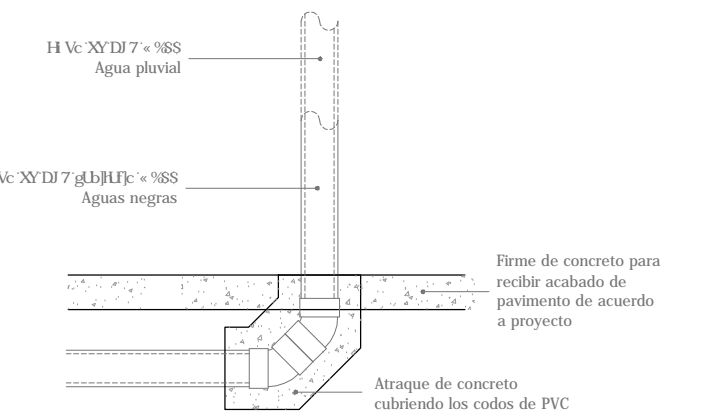 Agua pluvial
Aguas negras
Firme de concreto para
recibir acabado de
pavimento de acuerdo
a proyecto
Atraque de concreto
cubriendo los codos de PVC